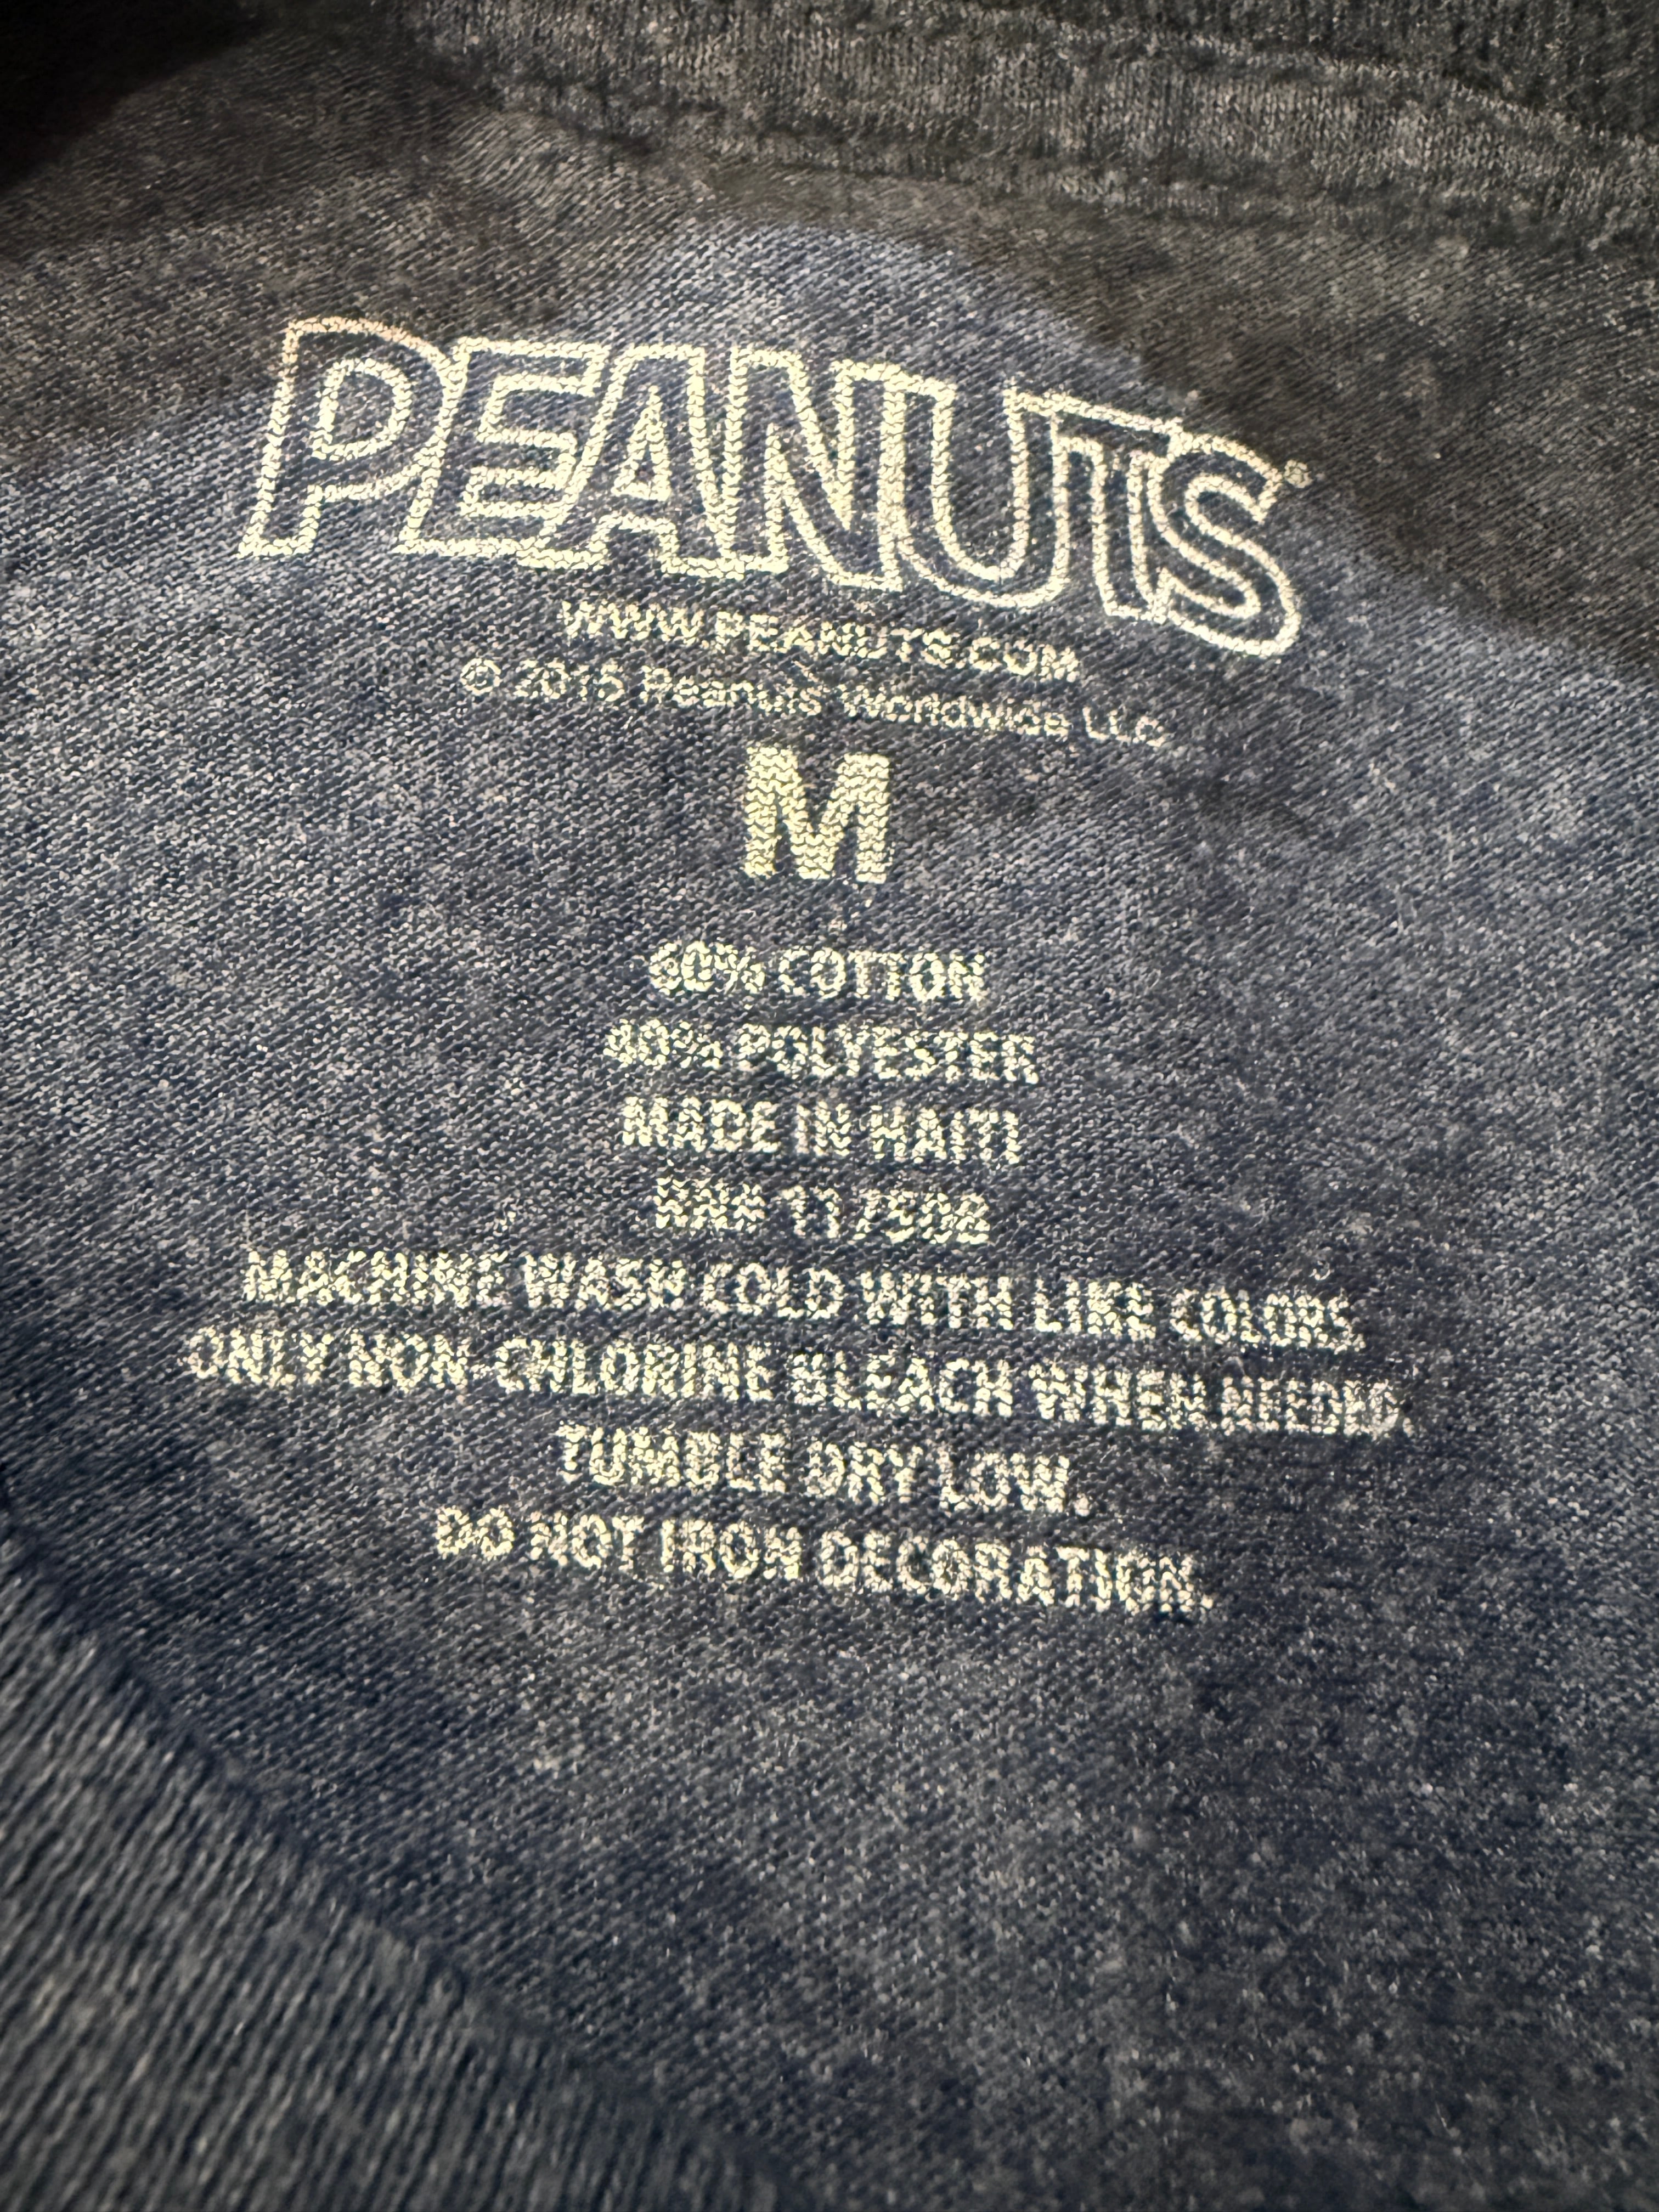 PEANUTS®
WWW.PEANUTS.COM
© 2015 Peanuts Worldwide LLC
M
60% COTTON
40% POLYESTER
MADE IN HAITI
RN#
MACHINE WASH COLD WITH LIKE COLORS.
ONLY NON-CHLORINE BLEACH WHEN NEEDED.
TUMBLE DRY LOW.
DO NOT IRON DECORATION.